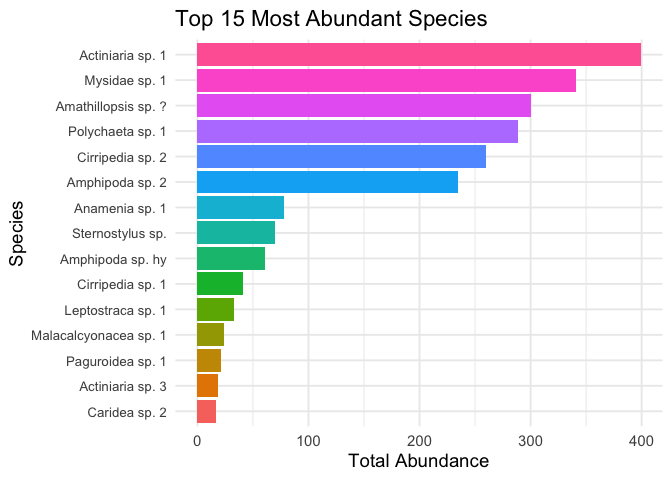 Top 15 Most Abundant Species
Species
Actiniaria sp. 1
Mysidae sp. 1
Amathillopsis sp. ?
Polychaeta sp. 1
Cirripedia sp. 2
Amphipoda sp. 2
Anamenia sp. 1
Sternostylus sp.
Amphipoda sp. hy
Cirripedia sp. 1
Leptostraca sp. 1
Malacalcyonacea sp. 1
Paguroidea sp. 1
Actiniaria sp. 3
Caridea sp. 2
0 100 200 300 400
Total Abundance